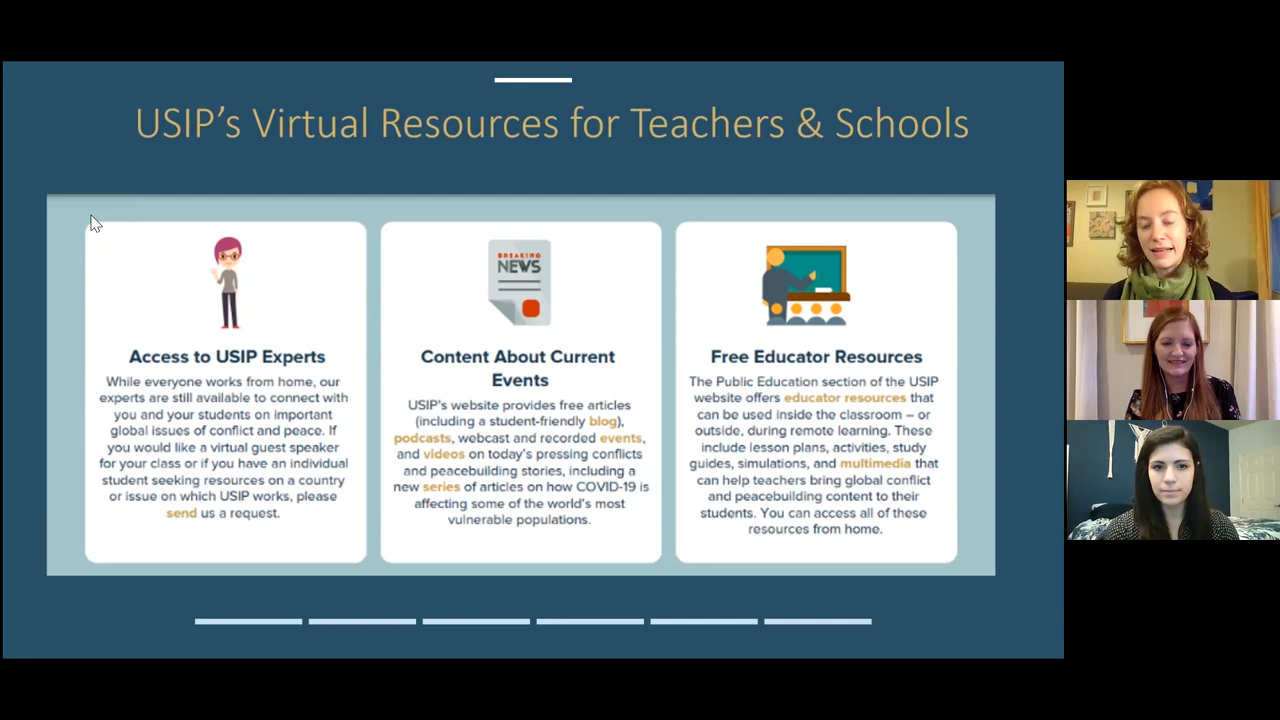 USIP's Virtual Resources for Teachers & Schools
Access to USIP Experts
While everyone works from home, our
experts are still available to connect with
you and your students on important
global issues of conflict and peace. If
you would like a virtual guest speaker
for your class or if you have an individual
student seeking resources on a country
or issue on which USIP works, please
send us a request.
BREAKING
NEWS
Content About Current
Events
USIP's website provides free articles
(including a student-friendly blog),
podcasts, webcast and recorded events,
and videos on today's pressing conflicts
and peacebuilding stories, including a
new series of articles on how COVID-19 is
affecting some of the world's most
vulnerable populations.
Free Educator Resources
The Public Education section of the USIP
website offers educator resources that
can be used inside the classroom – or
outside, during remote learning. These
include lesson plans, activities, study
guides, simulations, and multimedia that
can help teachers bring global conflict
and peacebuilding content to their
students. You can access all of these
resources from home.